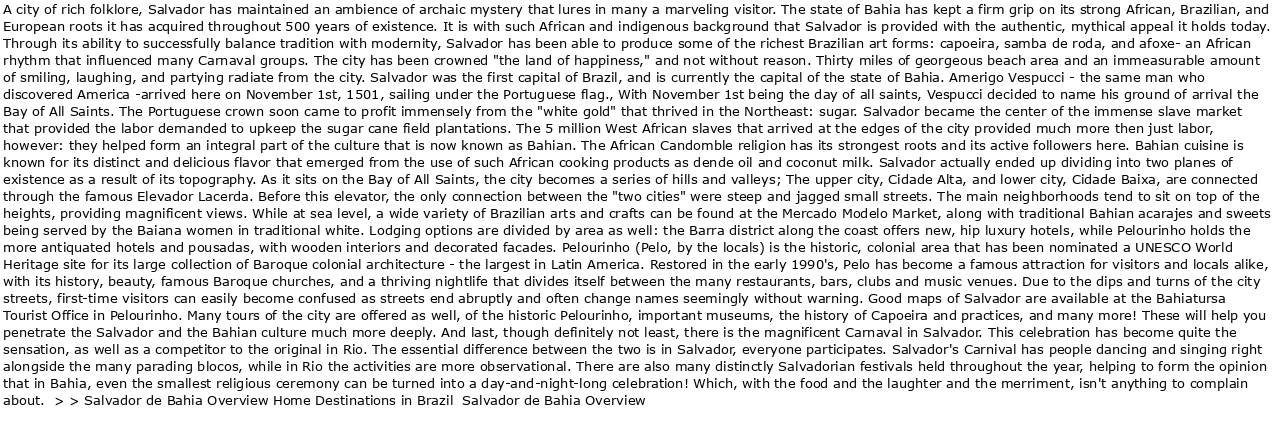 A city of rich folklore, Salvador has maintained an ambience of archaic mystery that lures in many a marveling visitor. The state of Bahia has kept a firm grip on its strong African, Brazilian, and
European roots it has acquired throughout 500 years of existence. It is with such African and indigenous background that Salvador is provided with the authentic, mythical appeal it holds today.
Through its ability to successfully balance tradition with modernity, Salvador has been able to produce some of the richest Brazilian art forms: capoeira, samba de roda, and afoxe- an African
rhythm that influenced many Carnaval groups. The city has been crowned "the land of happiness," and not without reason. Thirty miles of georgeous beach area and an immeasurable amount
of smiling, laughing, and partying radiate from the city. Salvador was the first capital of Brazil, and is currently the capital of the state of Bahia. Amerigo Vespucci - the same man who
discovered America -arrived here on November 1st, 1501, sailing under the Portuguese flag., With November 1st being the day of all saints, Vespucci decided to name his ground of arrival the
Bay of All Saints. The Portuguese crown soon came to profit immensely from the "white gold" that thrived in the Northeast: sugar. Salvador became the center of the immense slave market
that provided the labor demanded to upkeep the sugar cane field plantations. The 5 million West African slaves that arrived at the edges of the city provided much more then just labor,
however: they helped form an integral part of the culture that is now known as Bahian. The African Candomble religion has its strongest roots and its active followers here. Bahian cuisine is
known for its distinct and delicious flavor that emerged from the use of such African cooking products as dende oil and coconut milk. Salvador actually ended up dividing into two planes of
existence as a result of its topography. As it sits on the Bay of All Saints, the city becomes a series of hills and valleys; The upper city, Cidade Alta, and lower city, Cidade Baixa, are connected
through the famous Elevador Lacerda. Before this elevator, the only connection between the "two cities" were steep and jagged small streets. The main neighborhoods tend to sit on top of the
heights, providing magnificent views. While at sea level, a wide variety of Brazilian arts and crafts can be found at the Mercado Modelo Market, along with traditional Bahian acarajes and sweets
being served by the Baiana women in traditional white. Lodging options are divided by area as well: the Barra district along the coast offers new, hip luxury hotels, while Pelourinho holds the
more antiquated hotels and pousadas, with wooden interiors and decorated facades. Pelourinho (Pelo, by the locals) is the historic, colonial area that has been nominated a UNESCO World
Heritage site for its large collection of Baroque colonial architecture - the largest in Latin America. Restored in the early 1990's, Pelo has become a famous attraction for visitors and locals alike,
with its history, beauty, famous Baroque churches, and a thriving nightlife that divides itself between the many restaurants, bars, clubs and music venues. Due to the dips and turns of the city
streets, first-time visitors can easily become confused as streets end abruptly and often change names seemingly without warning. Good maps of Salvador are available at the Bahiatursa
Tourist Office in Pelourinho. Many tours of the city are offered as well, of the historic Pelourinho, important museums, the history of Capoeira and practices, and many more! These will help you
penetrate the Salvador and the Bahian culture much more deeply. And last, though definitely not least, there is the magnificent Carnaval in Salvador. This celebration has become quite the
sensation, as well as a competitor to the original in Rio. The essential difference between the two is in Salvador, everyone participates. Salvador's Carnival has people dancing and singing right
alongside the many parading blocos, while in Rio the activities are more observational. There are also many distinctly Salvadorian festivals held throughout the year, helping to form the opinion
that in Bahia, even the smallest religious ceremony can be turned into a day-and-night-long celebration! Which, with the food and the laughter and the merriment, isn't anything to complain
about.  > > Salvador de Bahia Overview Home Destinations in Brazil  Salvador de Bahia Overview